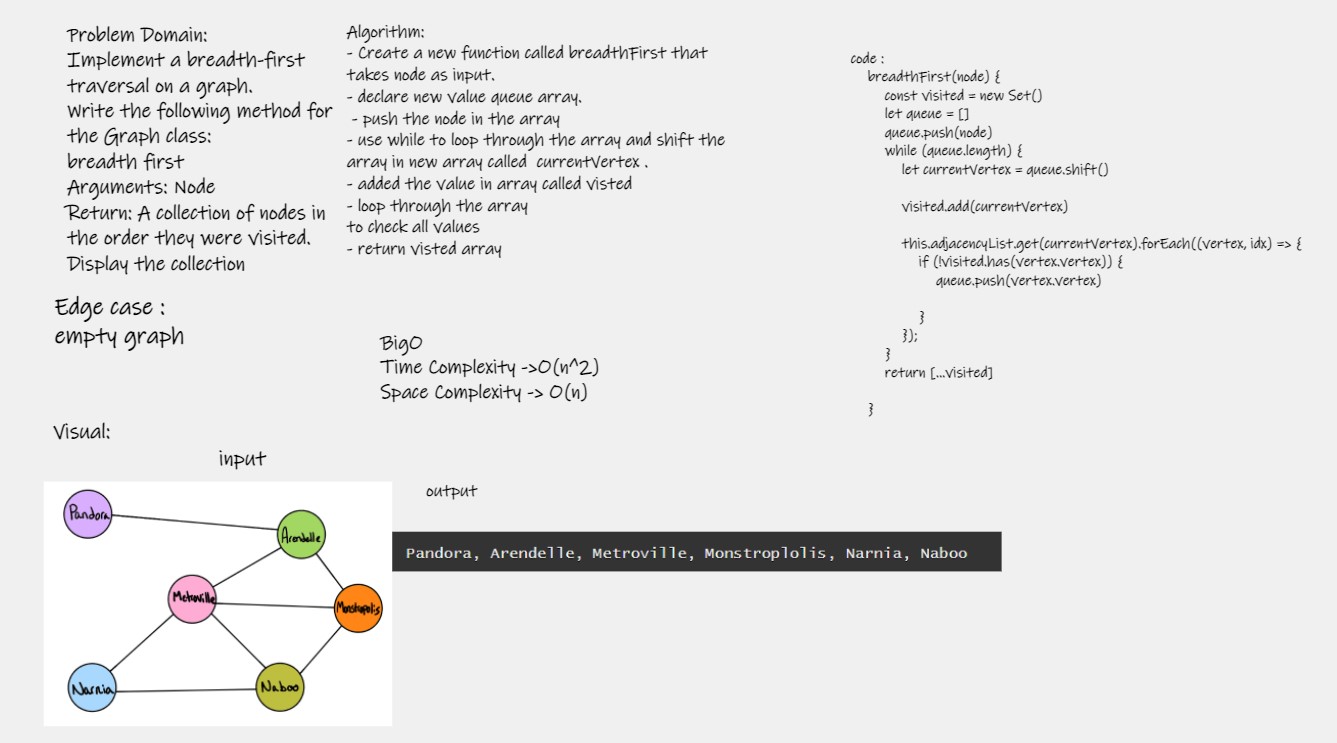 Problem Domain:
Implement a breadth-first
traversal on a graph.
Write the following method for
the Graph class:
breadth first
Arguments: Node
Return: A collection of nodes in
the order they were visited.
Display the collection
Edge case :
empty graph
Algorithm:
- Create a new function called breadthFirst that
takes node as input.
- declare new value queue array.
- push the node in the array
- use while to loop through the array and shift the
array in new array called currentVertex .
- added the value in array called visted
- loop through the array
to check all values
- return visted array
BigO
Time Complexity ->O(n^2)
Space Complexity -> O(n)
code :
breadthFirst(node) {
const visited = new Set()
let queue = []
queue.push(node)
while (queue.length) {
let currentVertex = queue.shift()
visited.add(currentVertex)
this.adjacencyList.get(currentVertex).forEach((vertex, idx) => {
if (!visited.has(vertex.vertex)) {
queue.push(vertex.vertex)
}
});
}
return [...visited]
}
Visual:
input
Pandora
Arendelle
Metroville
Monstropolis
Narnia
Naboo
output
Pandora, Arendelle, Metroville, Monstroplolis, Narnia, Naboo